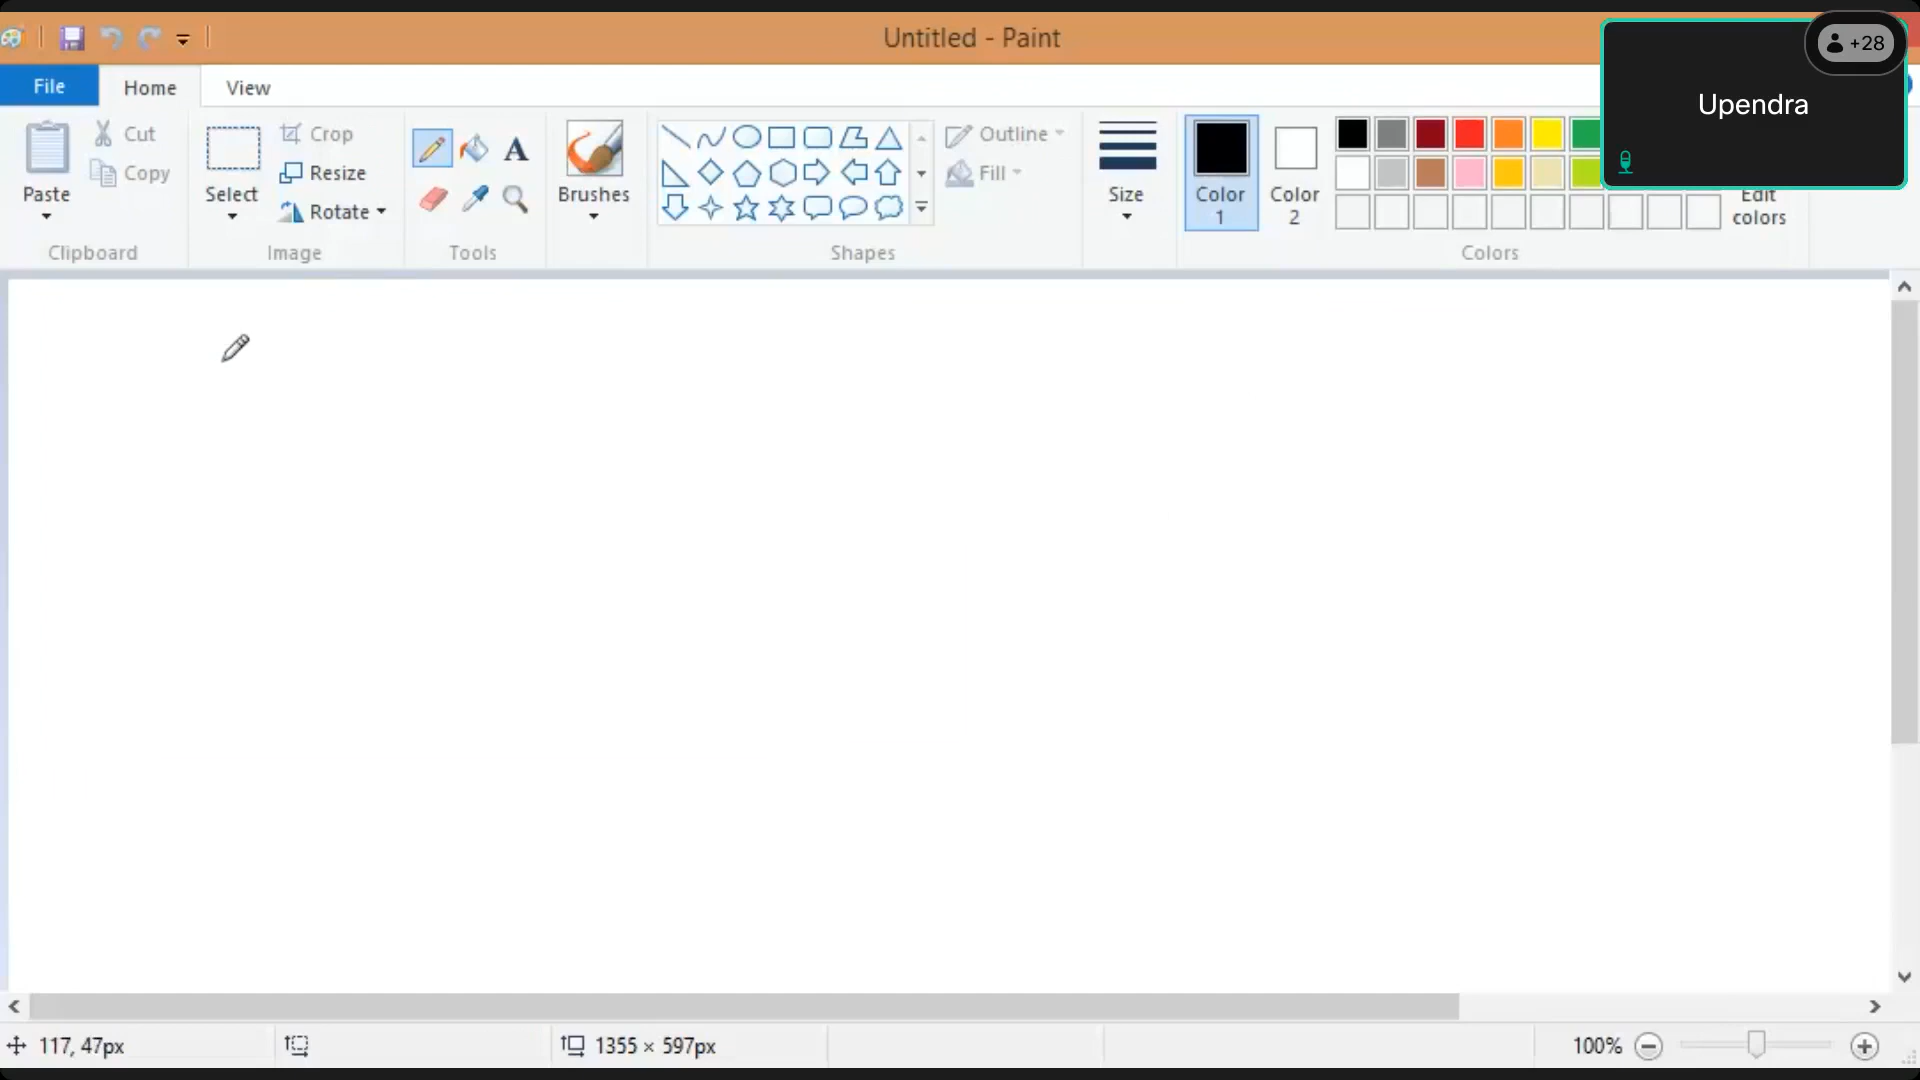 Untitled - Paint
+28
Upendra
File
Home
View
Paste
Cut
Copy
Clipboard
Select
Crop
Resize
Rotate
Image
A
Tools
Brushes
Shapes
Outline
Fill
Size
Color
1
Color
2
Edit
colors
Colors
117, 47px
1355 × 597px
100%